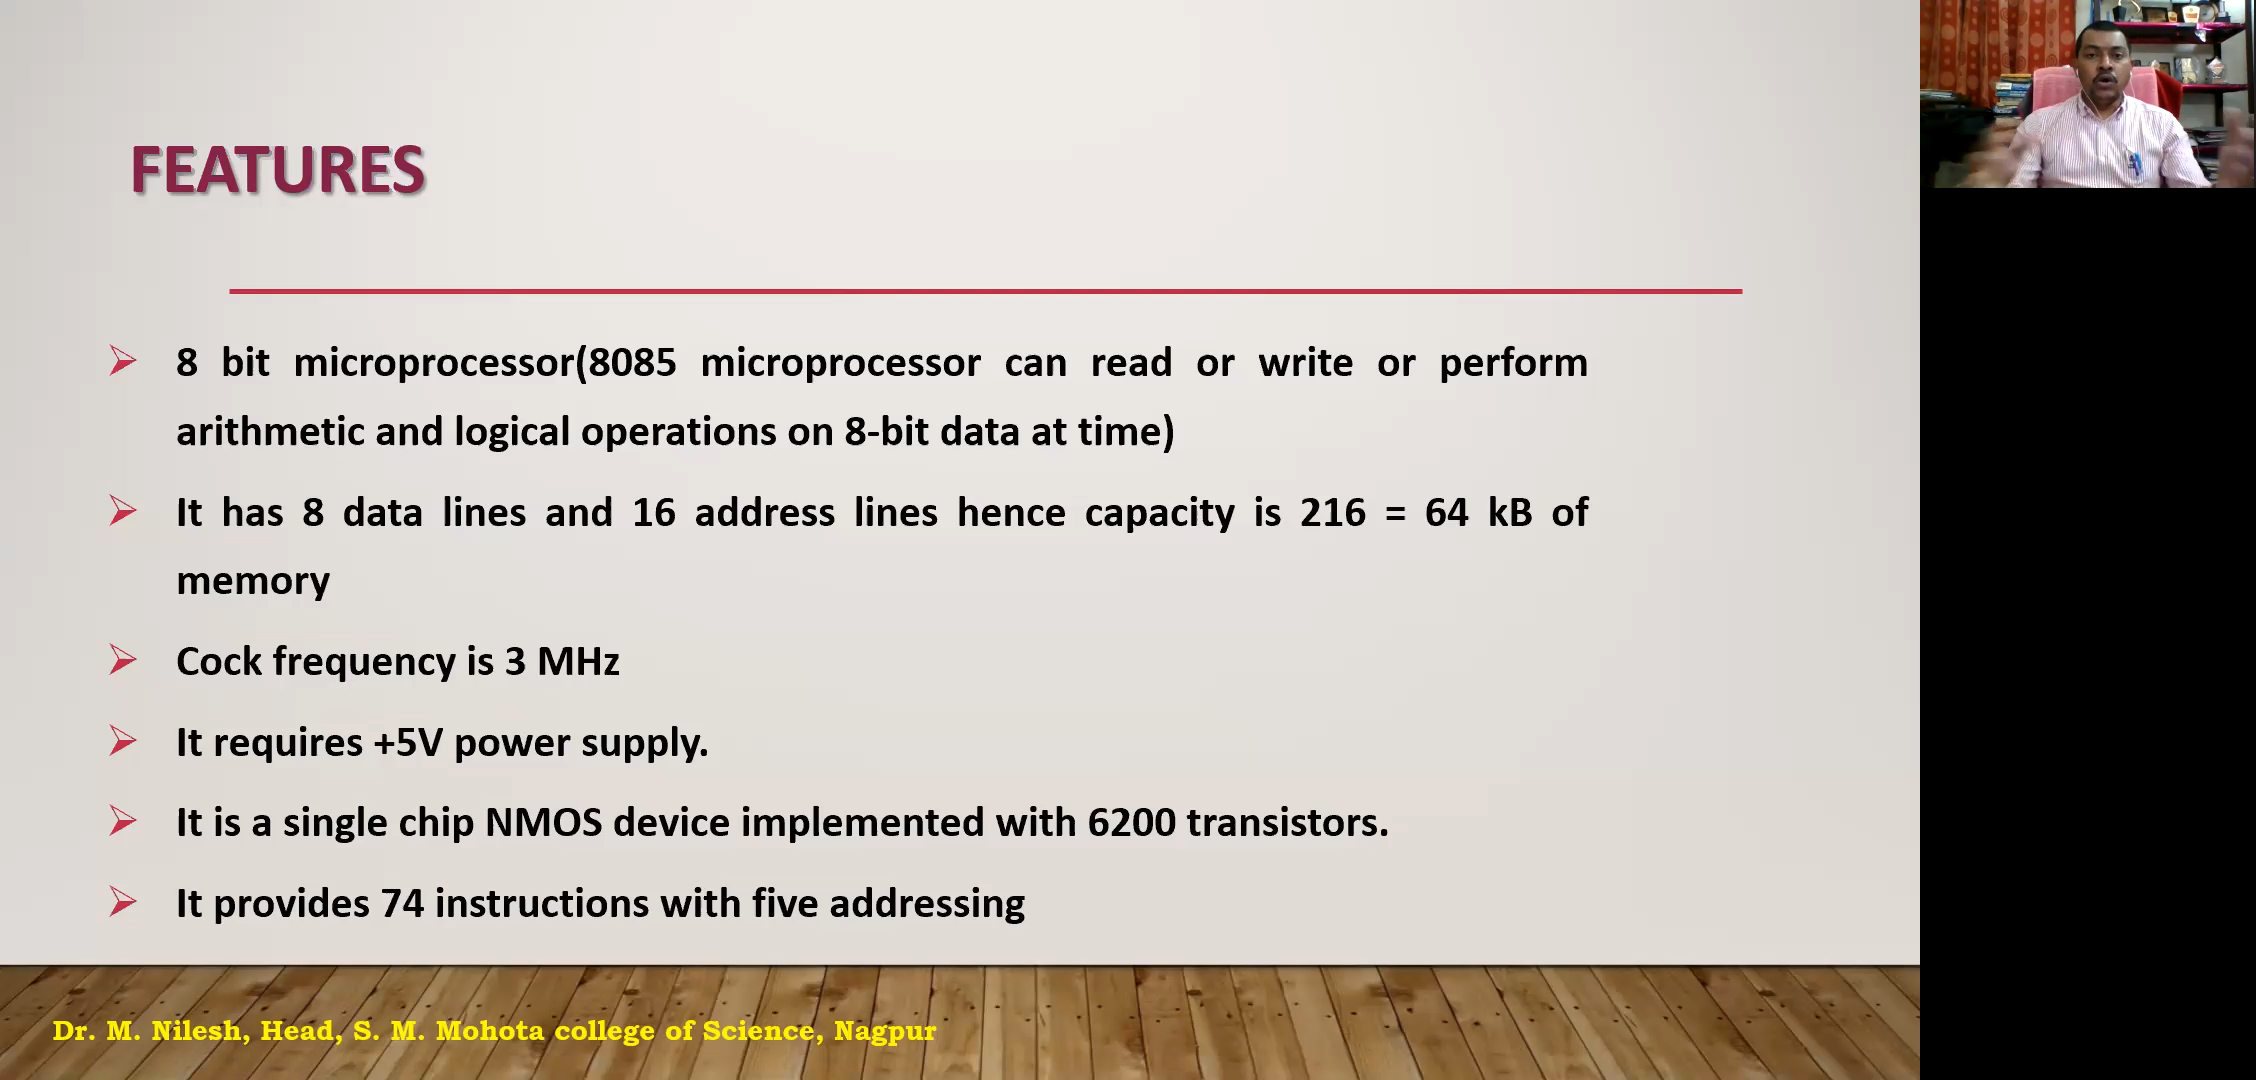 FEATURES
8 bit microprocessor(8085 microprocessor can read or write or perform
arithmetic and logical operations on 8-bit data at time)
It has 8 data lines and 16 address lines hence capacity is 216 = 64 kB of
memory
Cock frequency is 3 MHz
It requires +5V power supply.
It is a single chip NMOS device implemented with 6200 transistors.
It provides 74 instructions with five addressing
Dr. M. Nilesh, Head, S. M. Mohota college of Science, Nagpur